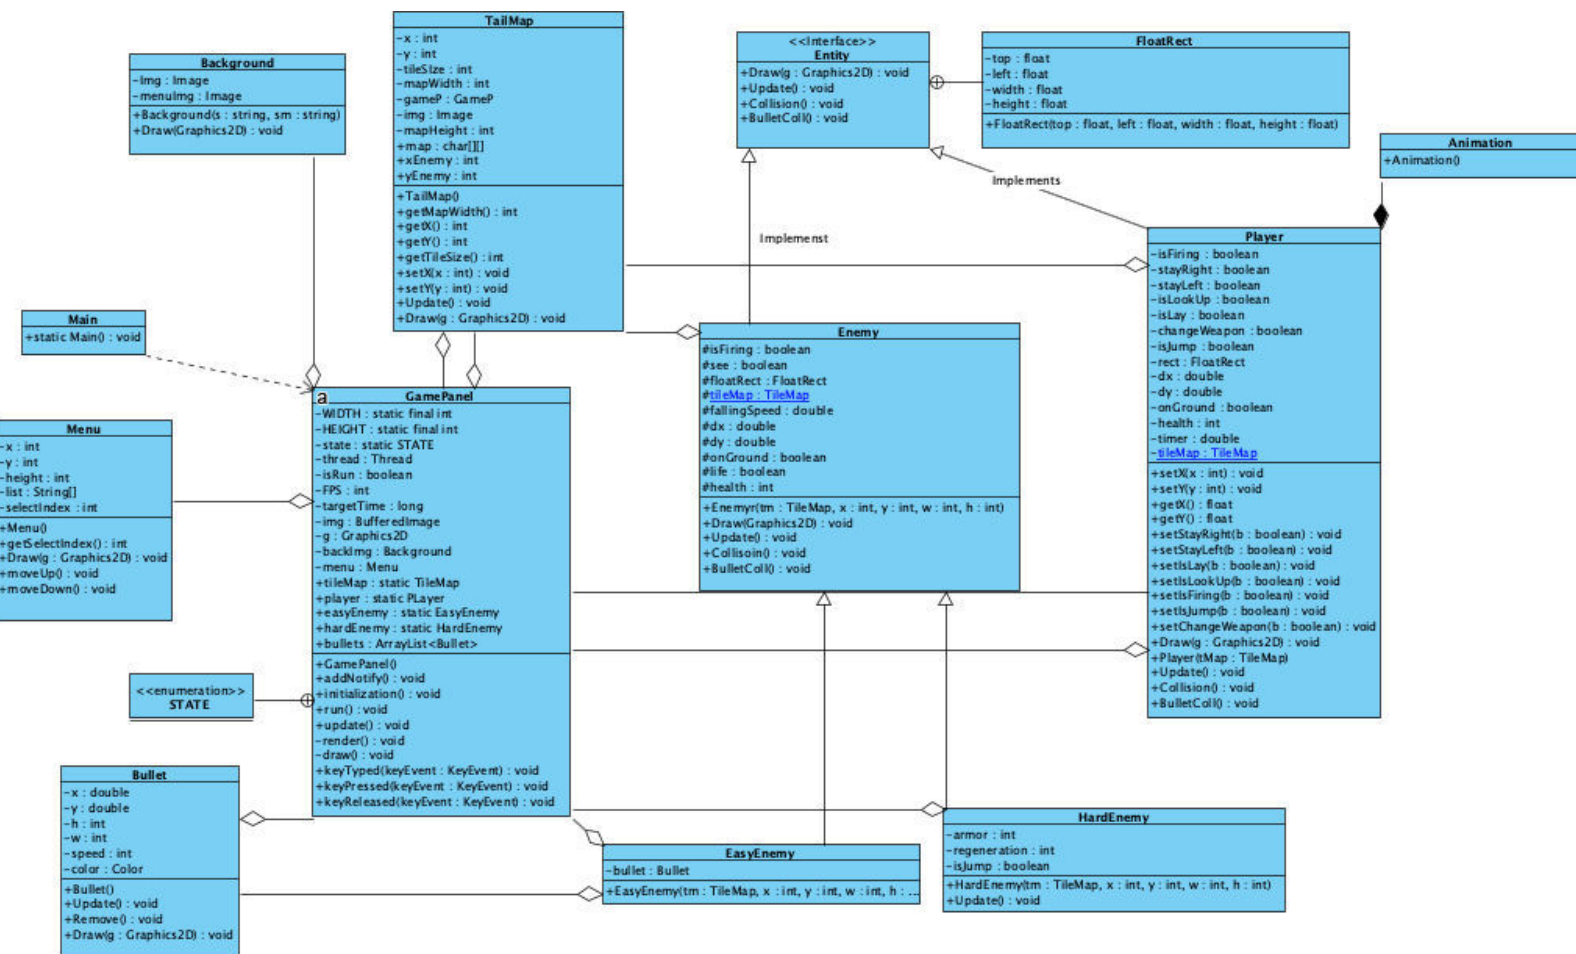 TailMap
-x : int
-y : int
-tileSize : int
-mapWidth : int
-gameP : GameP
-img : Image
-mapHeight : int
+map : char[][]
+xEnemy : int
+yEnemy : int
+TailMap()
+getMapWidth() : int
+getX() : int
+getY() : int
+getTileSize() : int
+setX(x : int) : void
+setY(y : int) : void
+Update() : void
+Draw(g : Graphics2D) : void
Background
-Img : Image
-menuImg : Image
+Background(s : string, sm : string)
+Draw(Graphics2D) : void
<<Interface>>
Entity
+Draw(g : Graphics2D) : void
+Update() : void
+Collision() : void
+BulletColl() : void
FloatRect
-top : float
-left : float
-width : float
-height : float
+FloatRect(top : float, left : float, width : float, height : float)
Animation
+Animation()
Implements
Implemenst
Player
-isFiring : boolean
-stayRight : boolean
-stayLeft : boolean
-isLookUp : boolean
-isLay : boolean
-changeWeapon : boolean
-isJump : boolean
-rect : FloatRect
-dx : double
-dy : double
-onGround : boolean
-health : int
-timer : double
-tileMap : TileMap
+setX(x : int) : void
+setY(y : int) : void
+getX() : float
+getY() : float
+setStayRight(b : boolean) : void
+setStayLeft(b : boolean) : void
+setIsLay(b : boolean) : void
+setIsLookUp(b : boolean) : void
+setIsFiring(b : boolean) : void
+setIsJump(b : boolean) : void
+setChangeWeapon(b : boolean) : void
+Draw(g : Graphics2D) : void
+Player(tMap : TileMap)
+Update() : void
+Collision() : void
+BulletColl() : void
Main
+static Main() : void
Enemy
#isFiring : boolean
#see : boolean
#floatRect : FloatRect
#tileMap : TileMap
#fallingSpeed : double
#dx : double
#dy : double
#onGround : boolean
#life : boolean
#health : int
+Enemyr(tm : TileMap, x : int, y : int, w : int, h : int)
+Draw(Graphics2D) : void
+Update() : void
+Collisoin() : void
+BulletColl() : void
a
GamePanel
-WIDTH : static final int
-HEIGHT : static final int
-state : static STATE
-thread : Thread
-isRun : boolean
-FPS : int
-targetTime : long
-img : BufferedImage
-g : Graphics2D
-backImg : Background
-menu : Menu
+tileMap : static TileMap
+player : static PLayer
+easyEnemy : static EasyEnemy
+hardEnemy : static HardEnemy
+bullets : ArrayList<Bullet>
+GamePanel()
+addNotify() : void
+initialization() : void
+run() : void
+update() : void
-render() : void
-draw() : void
+keyTyped(keyEvent : KeyEvent) : void
+keyPressed(keyEvent : KeyEvent) : void
+keyReleased(keyEvent : KeyEvent) : void
Menu
-x : int
-y : int
-height : int
-list : String[]
-selectIndex : int
+Menu()
+getSelectIndex() : int
+Draw(g : Graphics2D) : void
+moveUp() : void
+moveDown() : void
<<enumeration>>
STATE
Bullet
-x : double
-y : double
-h : int
-w : int
-speed : int
-color : Color
+Bullet()
+Update() : void
+Remove() : void
+Draw(g : Graphics2D) : void
EasyEnemy
-bullet : Bullet
+EasyEnemy(tm : TileMap, x : int, y : int, w : int, h : ...
HardEnemy
-armor : int
-regeneration : int
-isJump : boolean
+HardEnemy(tm : TileMap, x : int, y : int, w : int, h : int)
+Update() : void